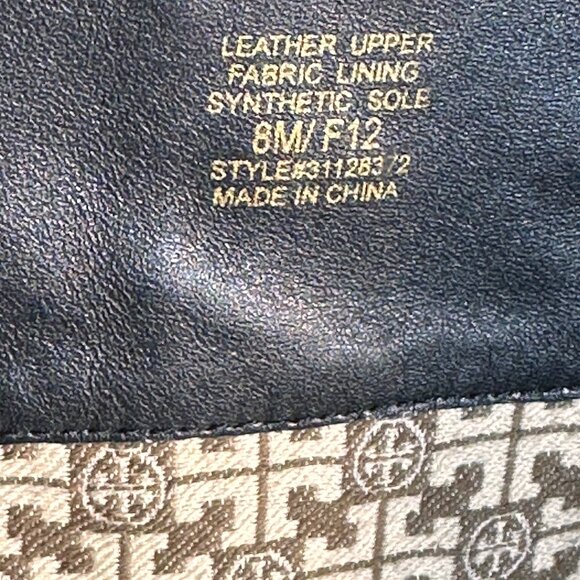 LEATHER UPPER
FABRIC LINING
SYNTHETIC SOLE
8M/ F12
STYLE#31128372
MADE IN CHINA